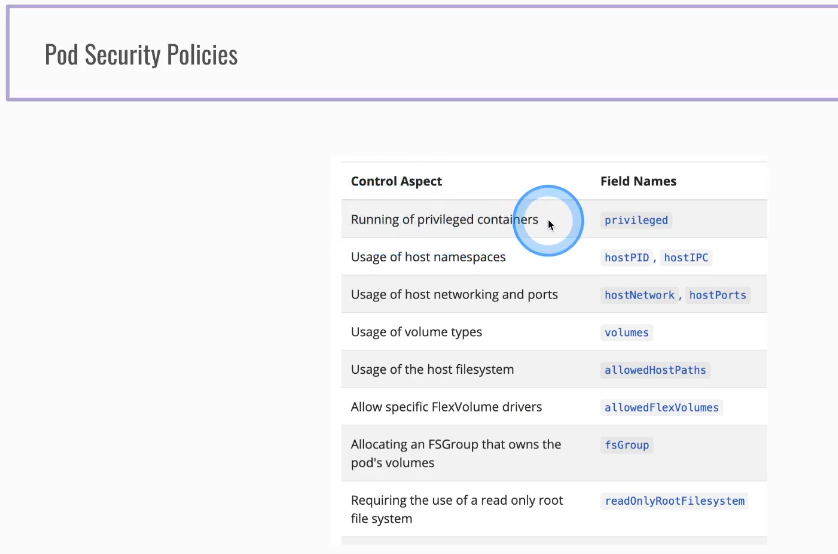 Pod Security Policies
Control Aspect Field Names
Running of privileged containers privileged
Usage of host namespaces hostPID , hostIPC
Usage of host networking and ports hostNetwork , hostPorts
Usage of volume types volumes
Usage of the host filesystem allowedHostPaths
Allow specific FlexVolume drivers allowedFlexVolumes
Allocating an FSGroup that owns the fsGroup
pod's volumes
Requiring the use of a read only root readOnlyRootFilesystem
file system